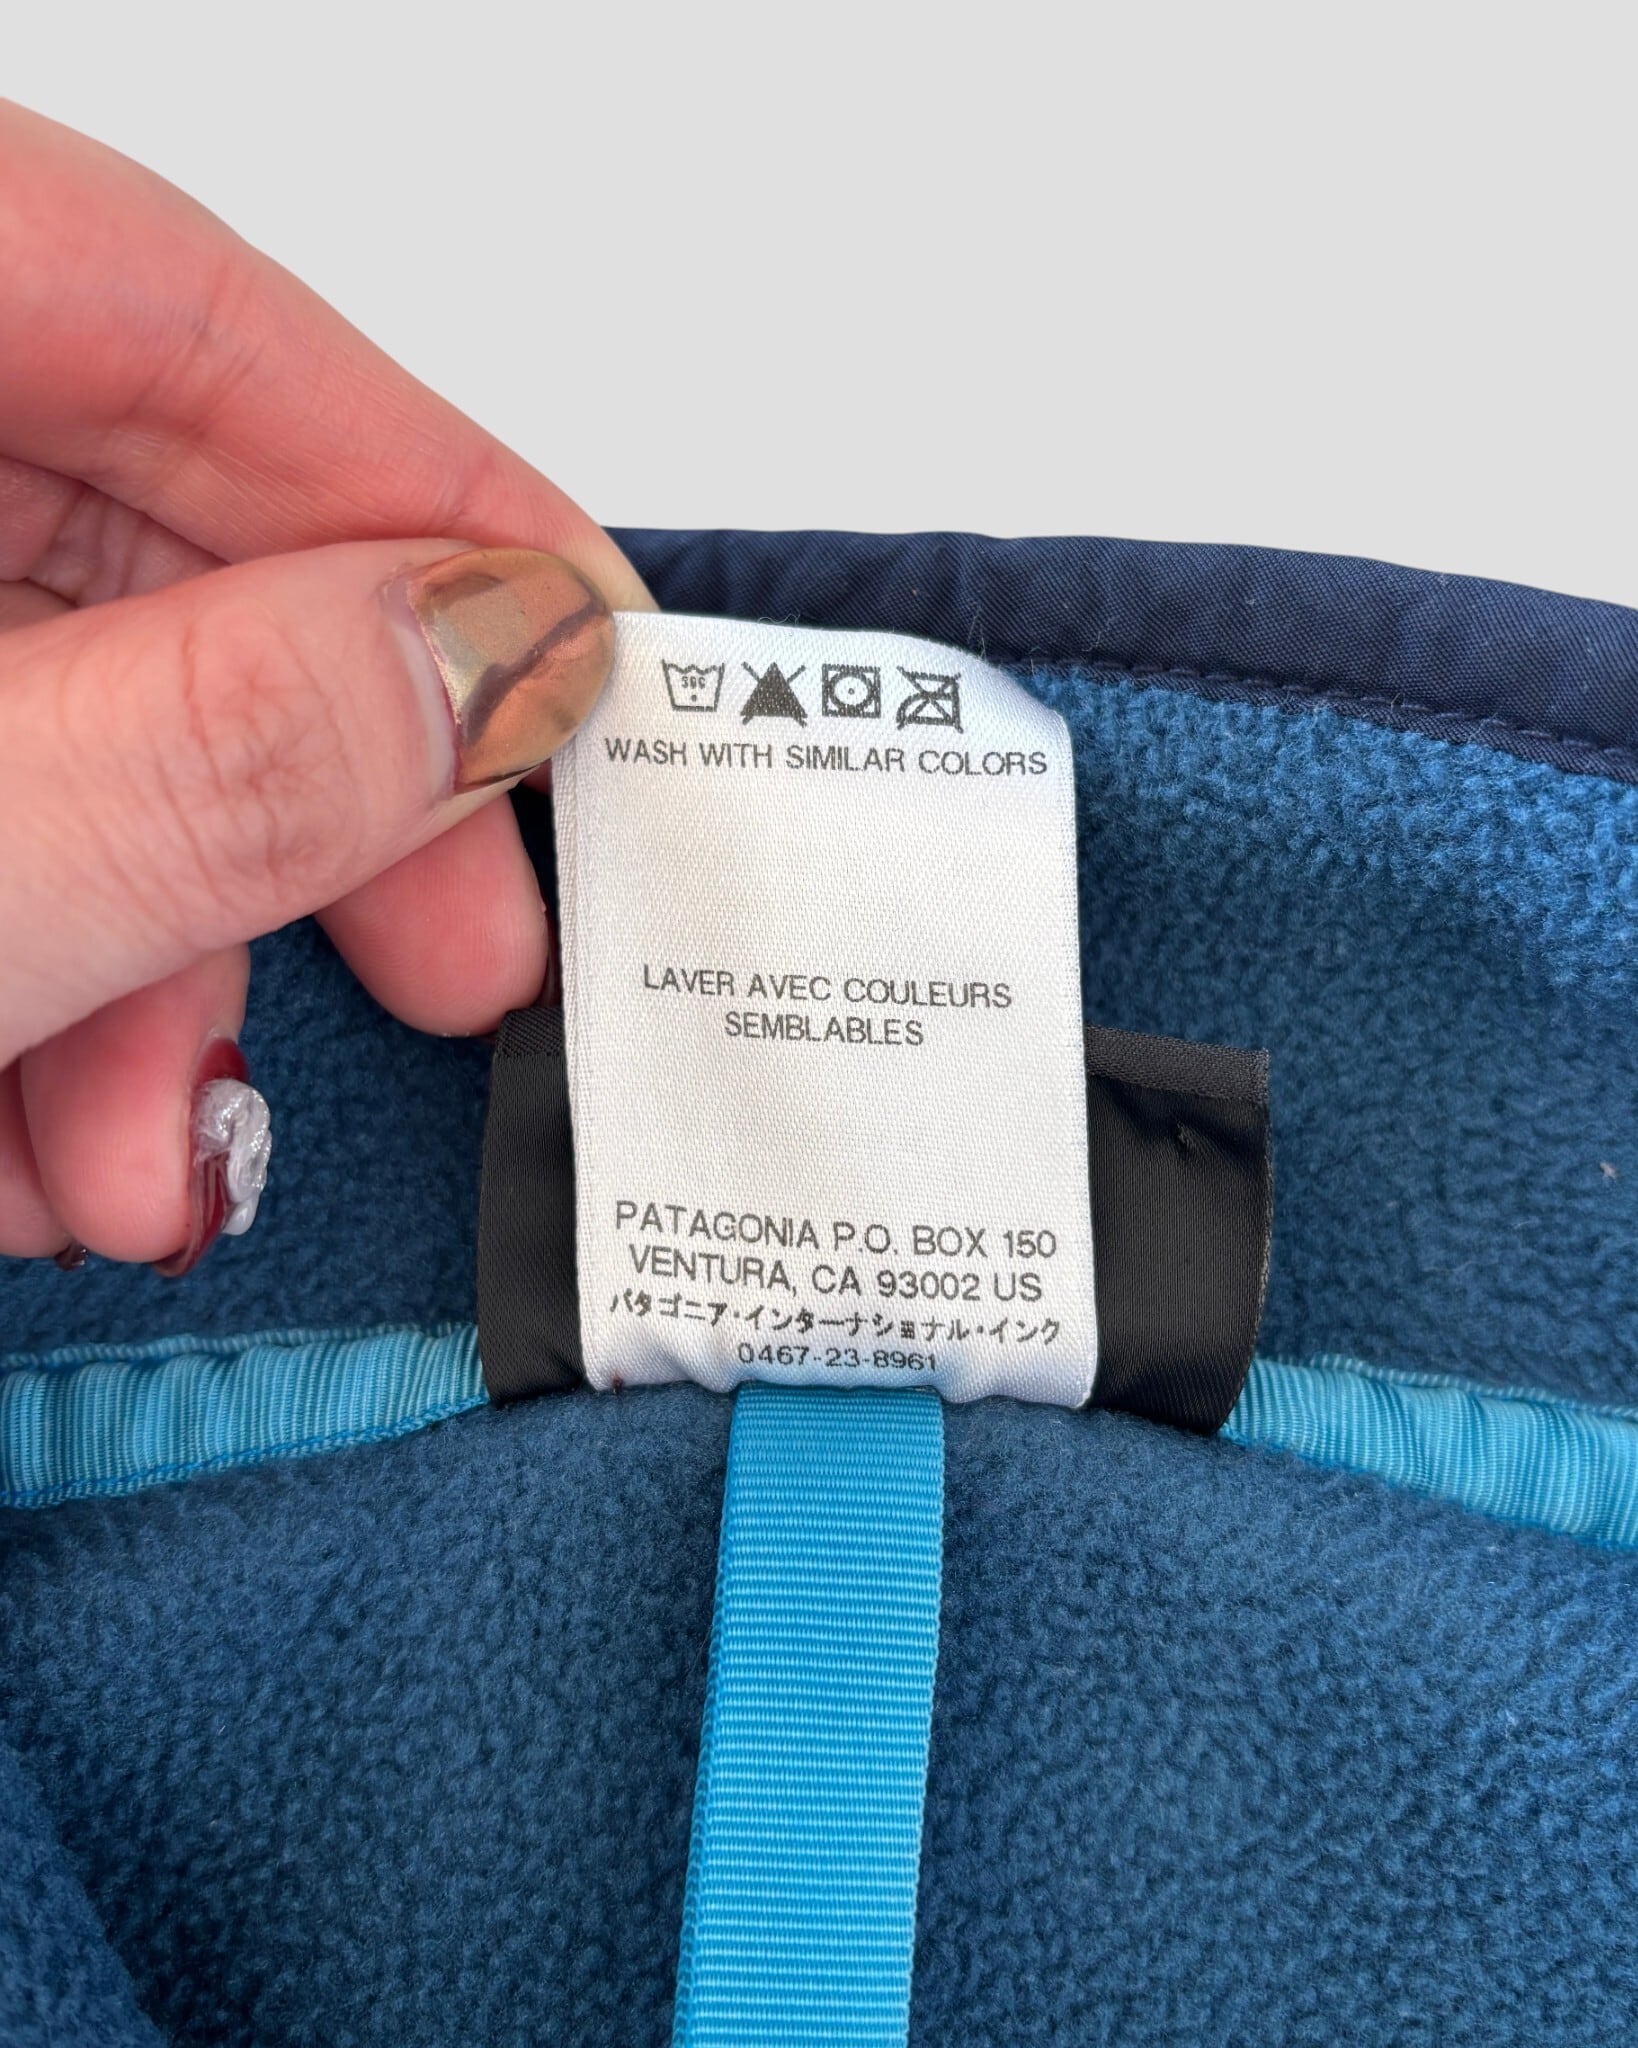 WASH WITH SIMILAR COLORS
LAVER AVEC COULEURS
SEMBLABLES
PATAGONIA P.O. BOX 150
VENTURA, CA 93002 US
パタゴニア・インターナショナル・インク
0467-23-8961